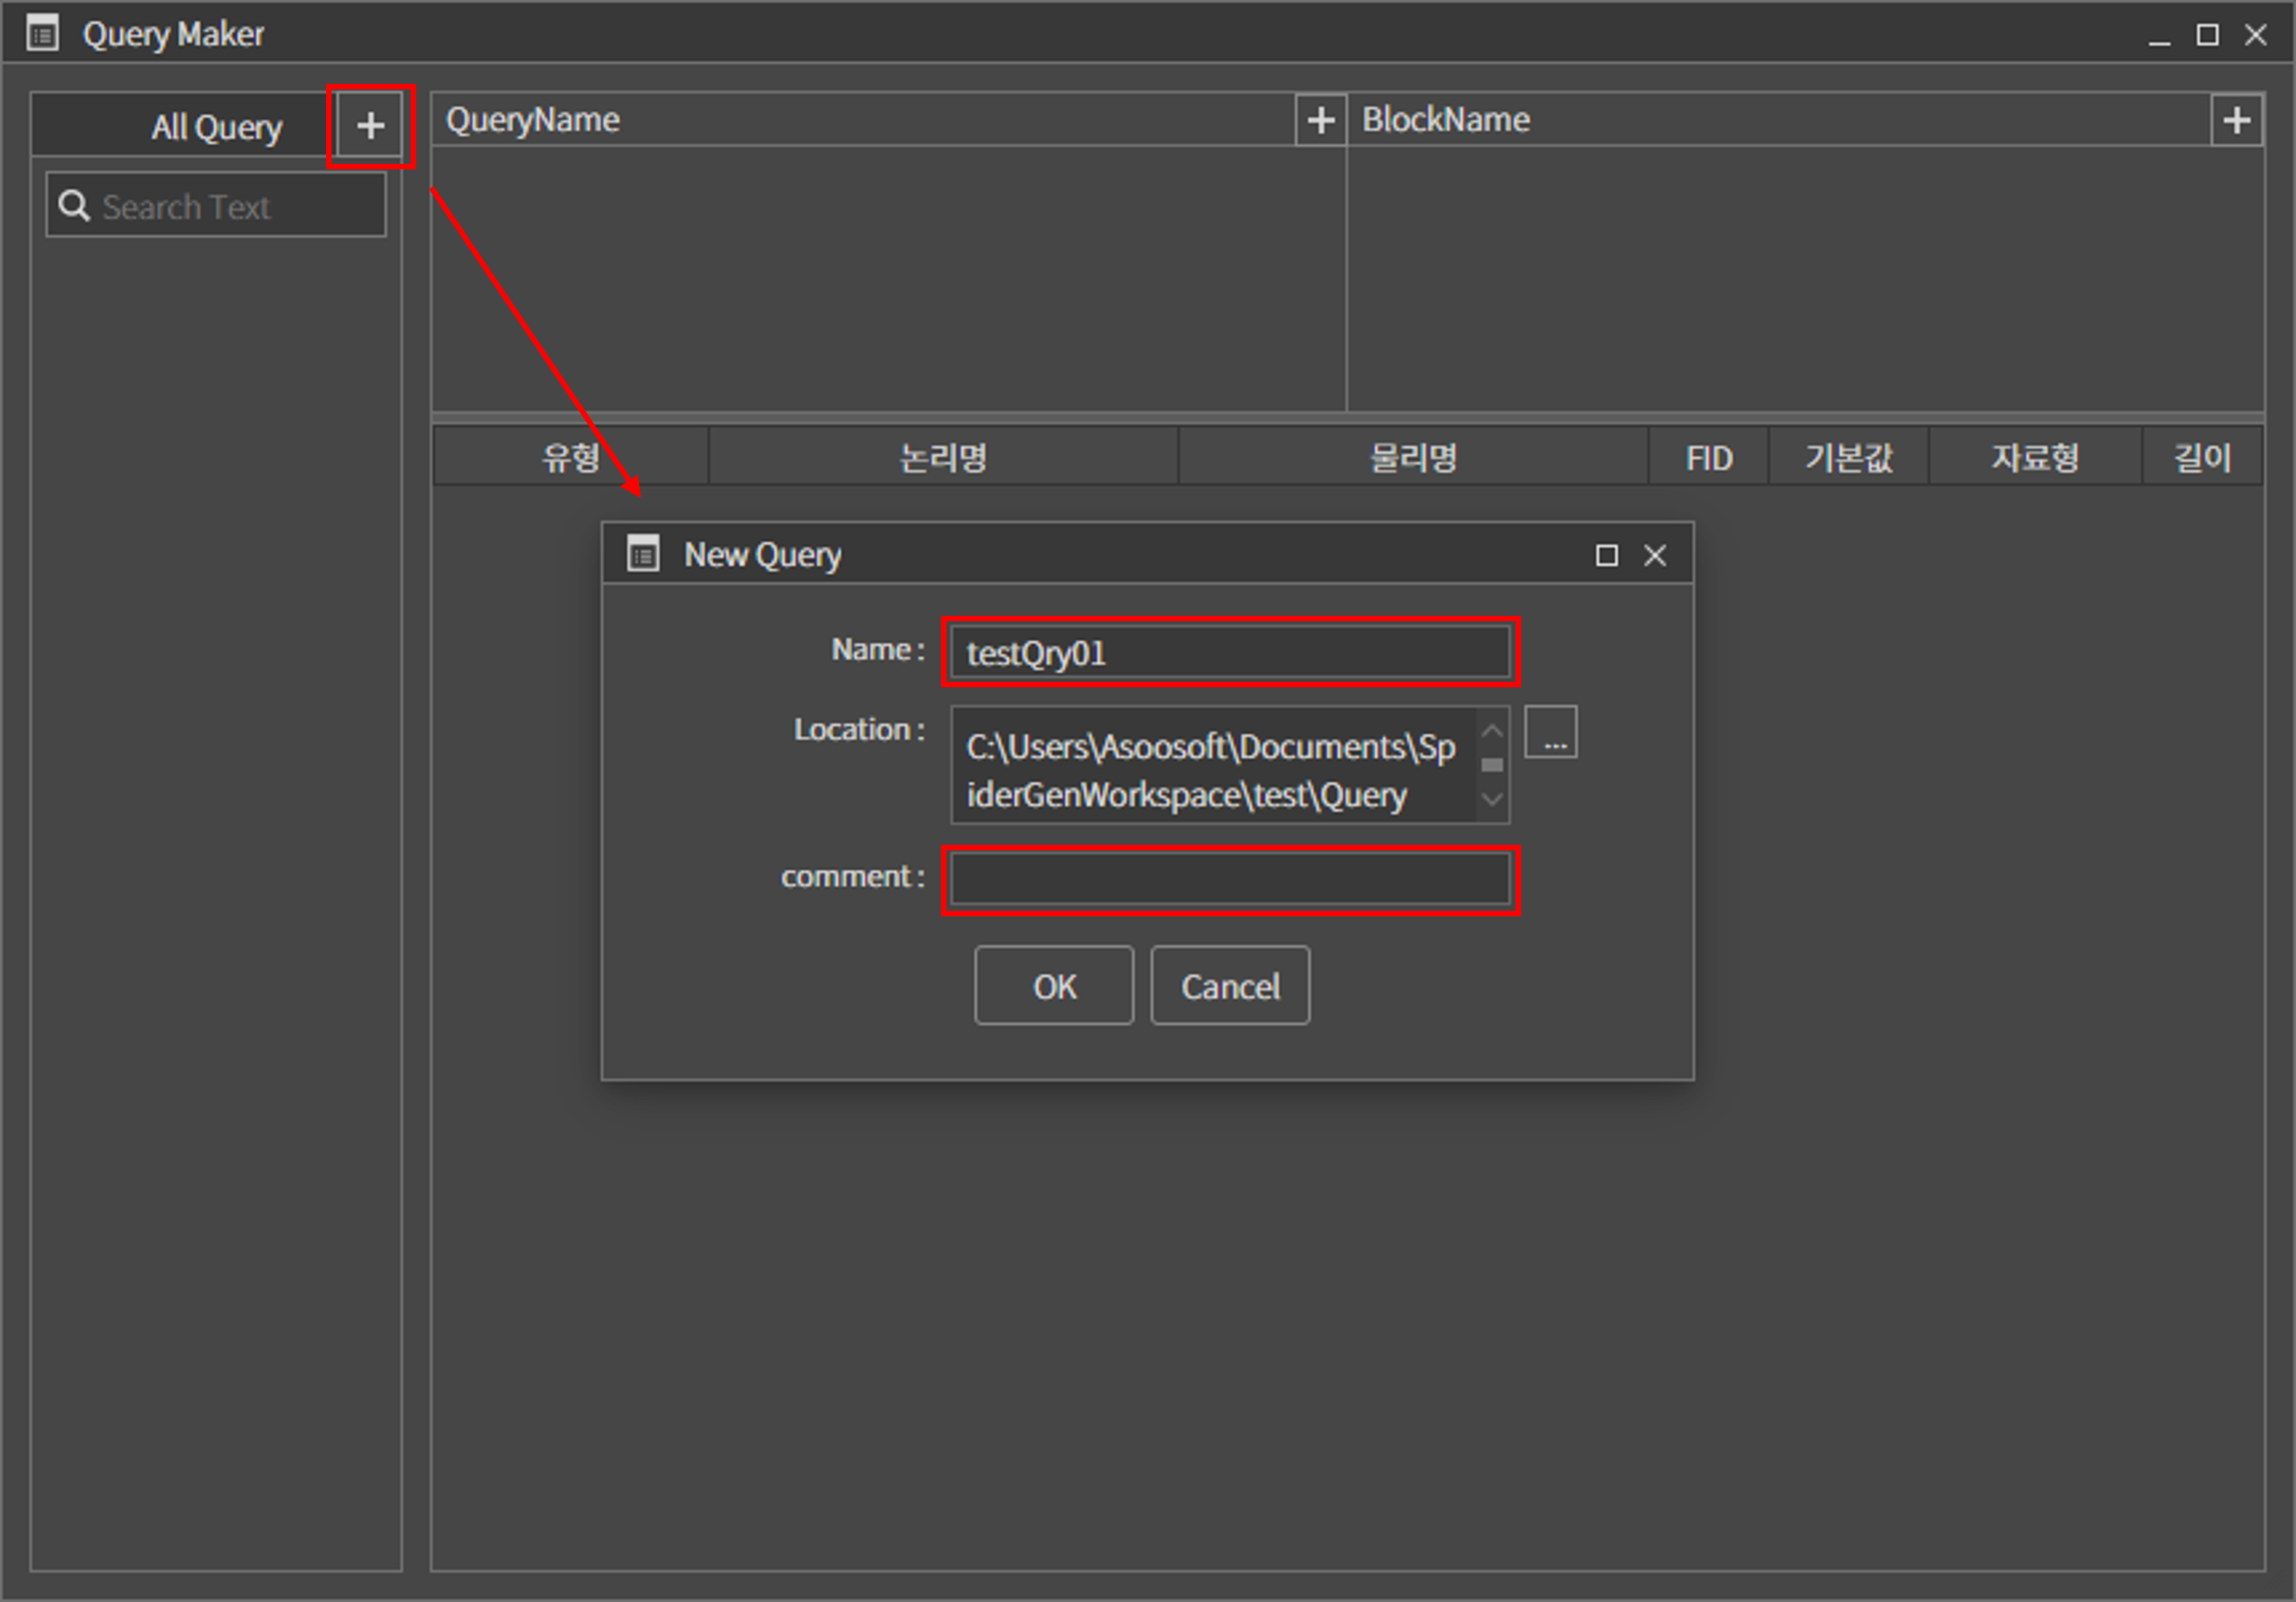 Query Maker
All Query
QueryName
BlockName
Search Text
유형 논리명 물리명 FID 기본값 자료형 길이
New Query
Name :
testQry01
Location :
C:\Users\Asoosoft\Documents\Sp
iderGenWorkspace\test\Query
...
comment :
OK
Cancel